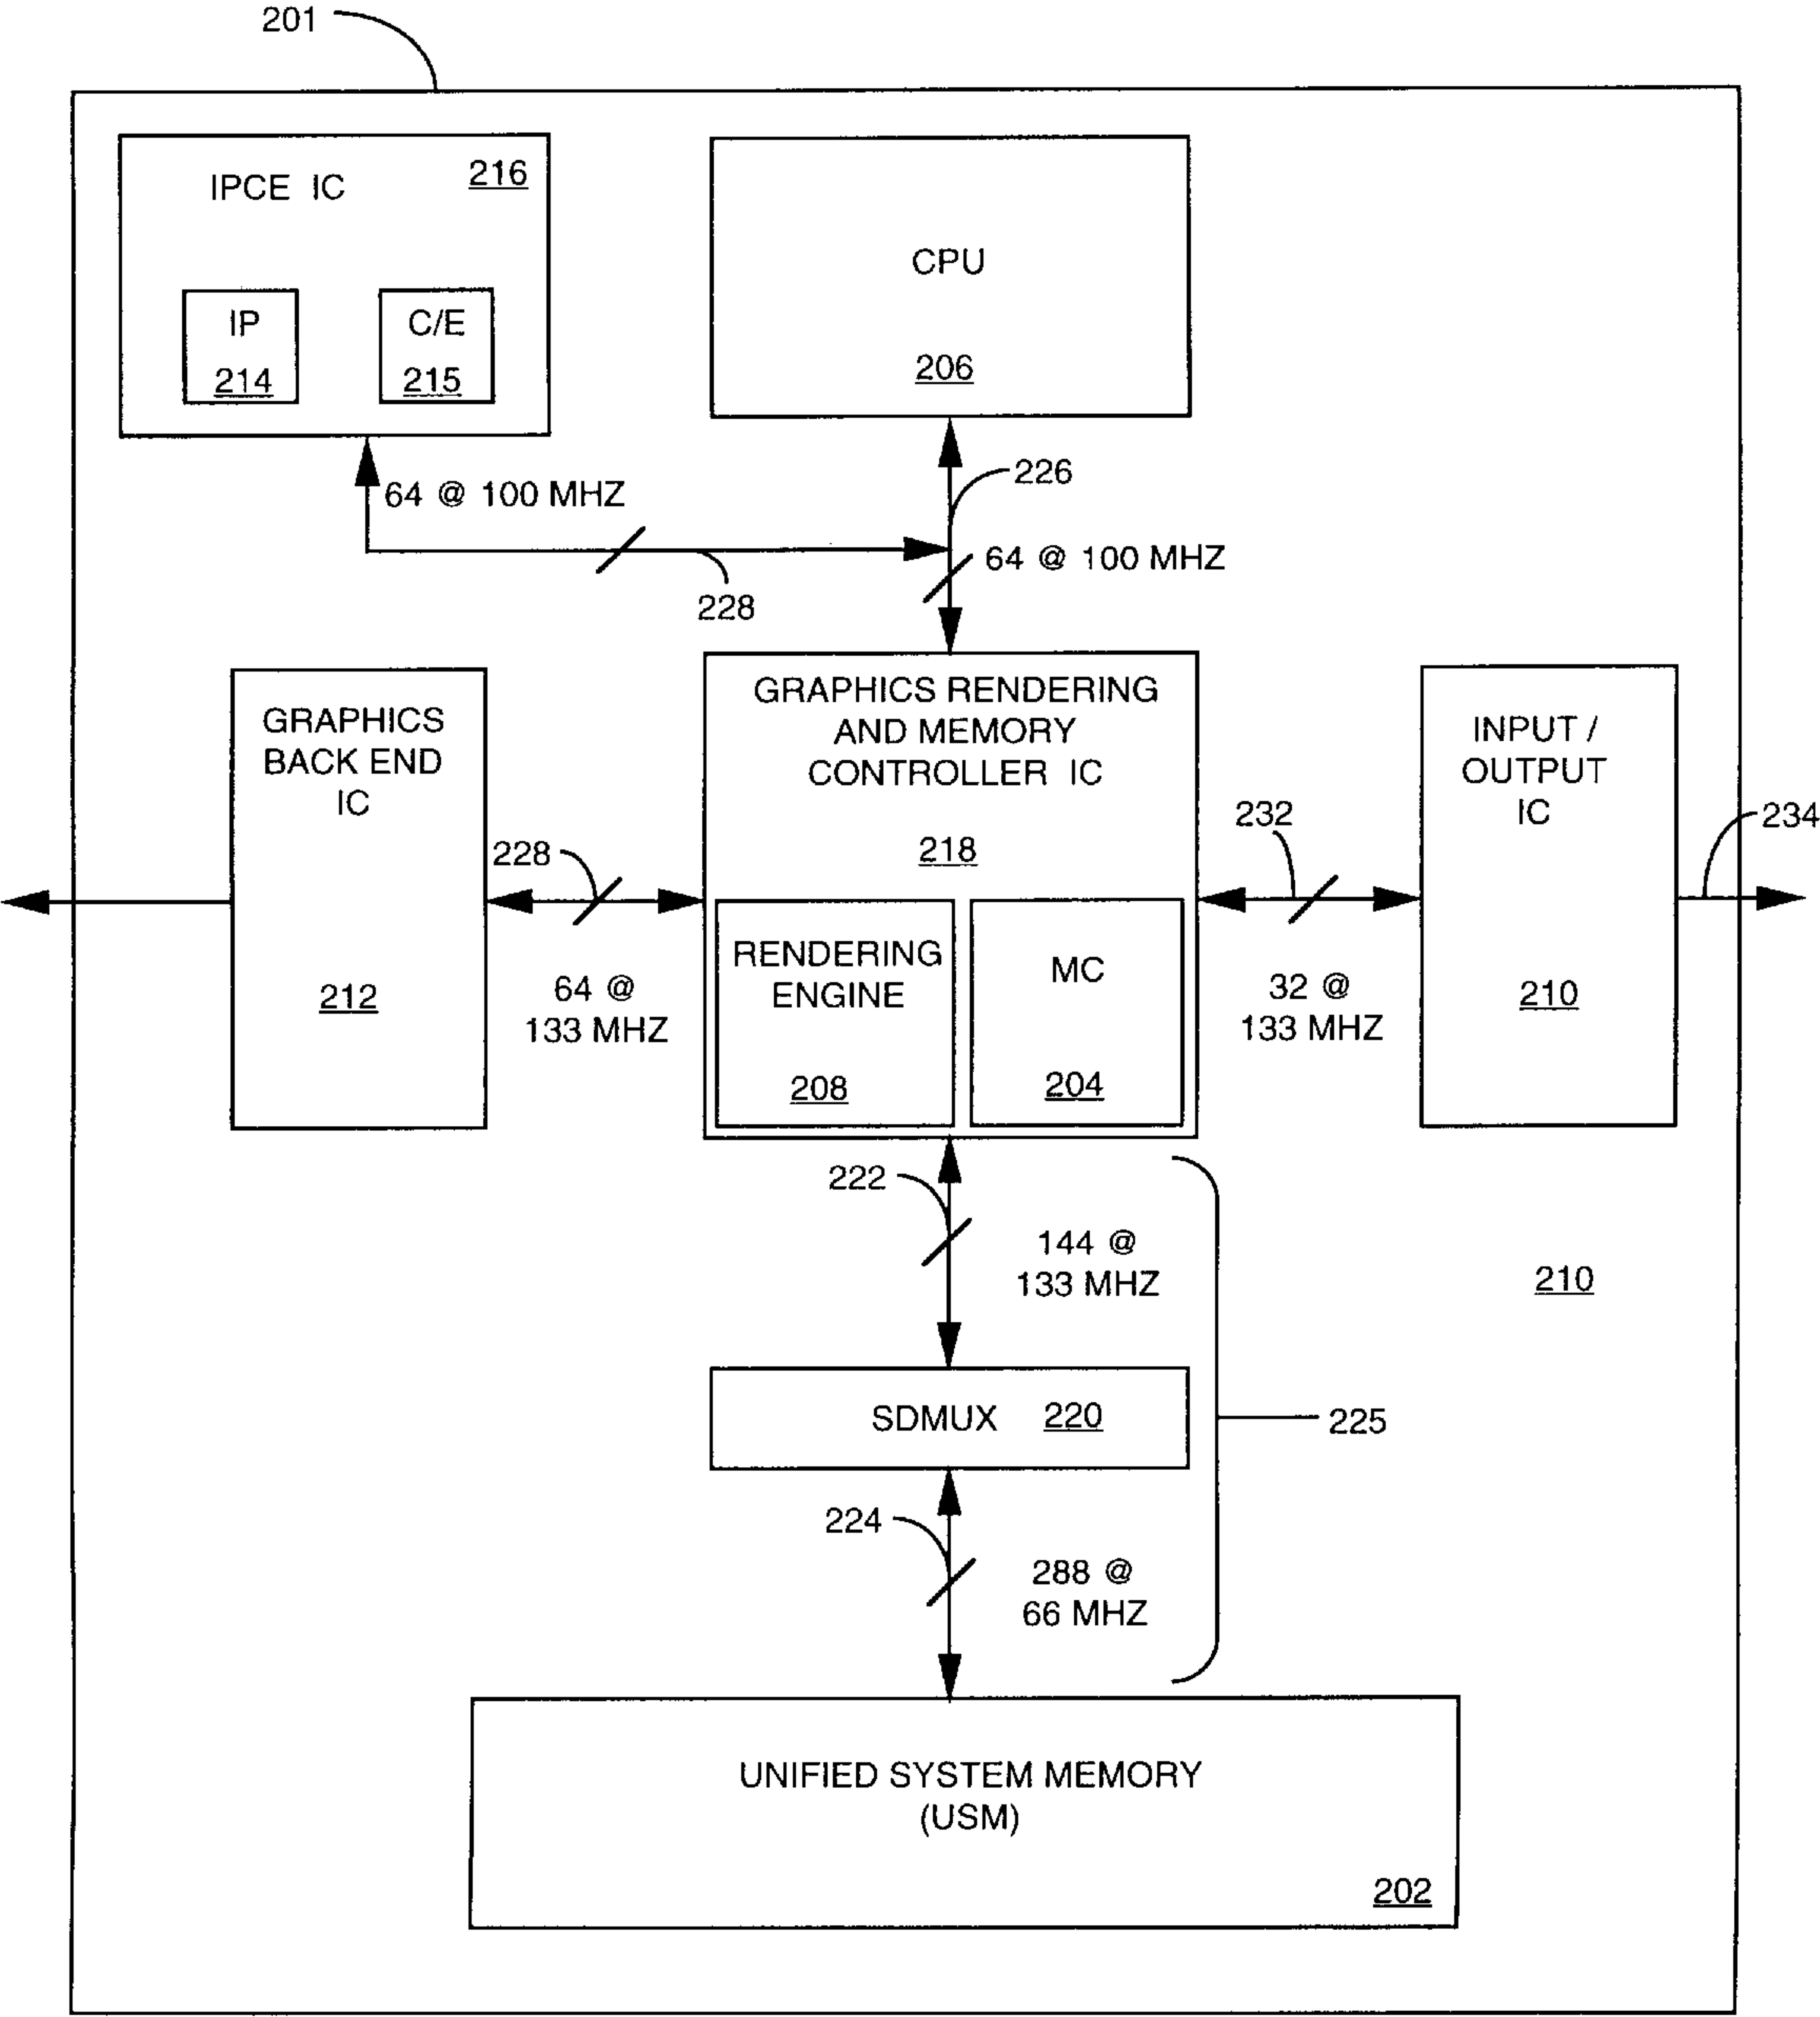 201
IPCE IC
216
IP
214
C/E
215
CPU
206
226
64 @ 100 MHZ
64 @ 100 MHZ
228
GRAPHICS
BACK END
IC
212
228
64 @
133 MHZ
GRAPHICS RENDERING
AND MEMORY
CONTROLLER IC
218
RENDERING
ENGINE
208
MC
204
232
32 @
133 MHZ
INPUT /
OUTPUT
IC
210
234
222
144 @
133 MHZ
210
SDMUX 220
225
224
288 @
66 MHZ
UNIFIED SYSTEM MEMORY
(USM)
202